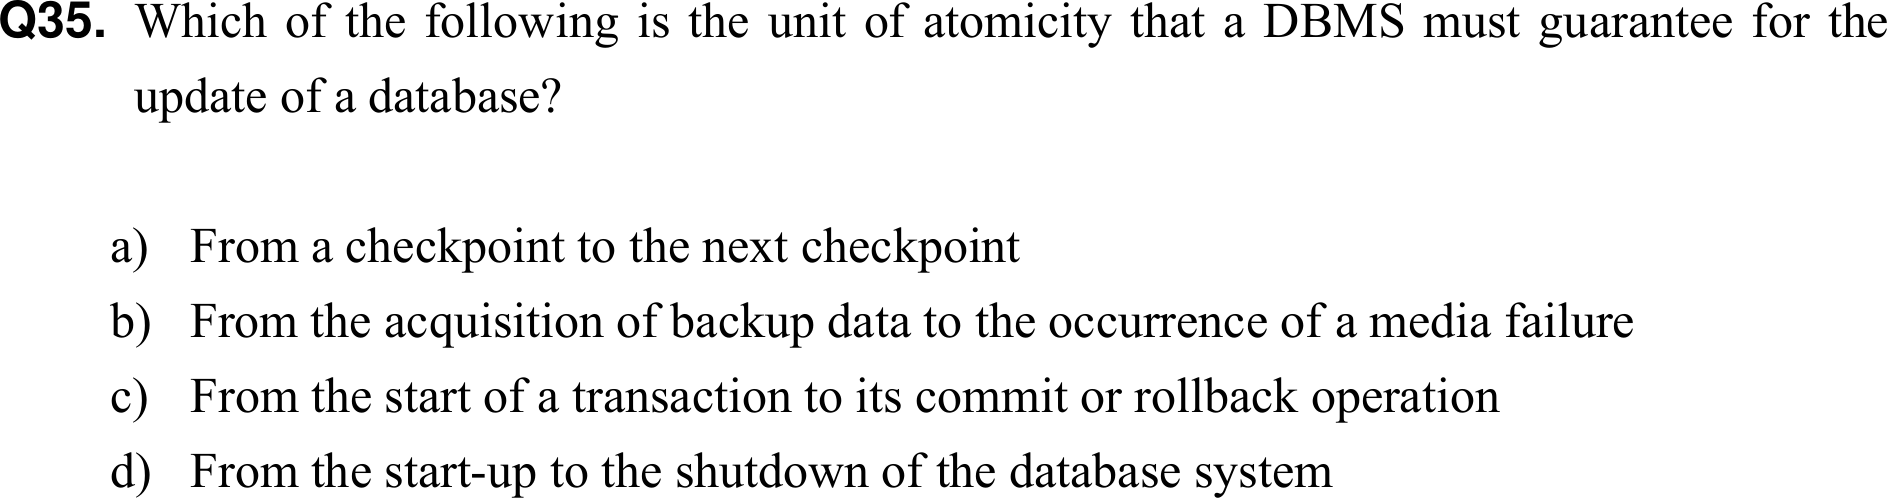 Q35. Which of the following is the unit of atomicity that a DBMS must guarantee for the
update of a database?
a) From a checkpoint to the next checkpoint
b) From the acquisition of backup data to the occurrence of a media failure
c) From the start of a transaction to its commit or rollback operation
d) From the start-up to the shutdown of the database system